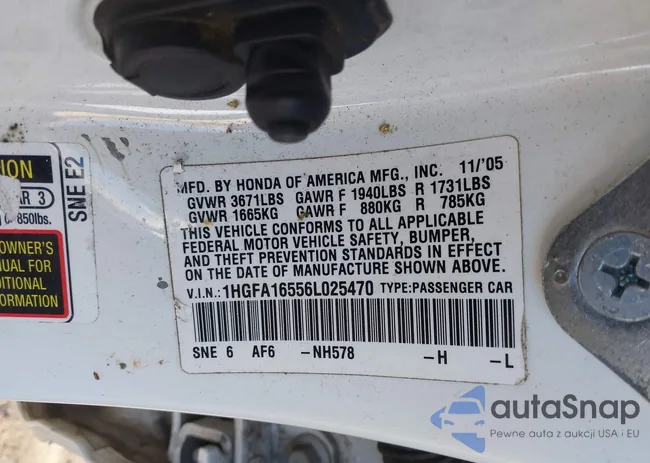 MFD. BY HONDA OF AMERICA MFG., INC. 11/'05
GVWR 3671LBS GAWR F 1940LBS R 1731LBS
GVWR 1665KG GAWR F 880KG R 785KG
THIS VEHICLE CONFORMS TO ALL APPLICABLE
FEDERAL MOTOR VEHICLE SAFETY, BUMPER,
AND THEFT PREVENTION STANDARDS IN EFFECT
ON THE DATE OF MANUFACTURE SHOWN ABOVE.
V.I.N.: 1HGFA16556L025470 TYPE:PASSENGER CAR
SNE 6 AF6 -NH578 -H -L
ION
R 3
850lbs.
SNE E2
OWNER'S
UAL FOR
DITIONAL
ORMATION
autaSnap
Pewne auta z aukcji USA i EU